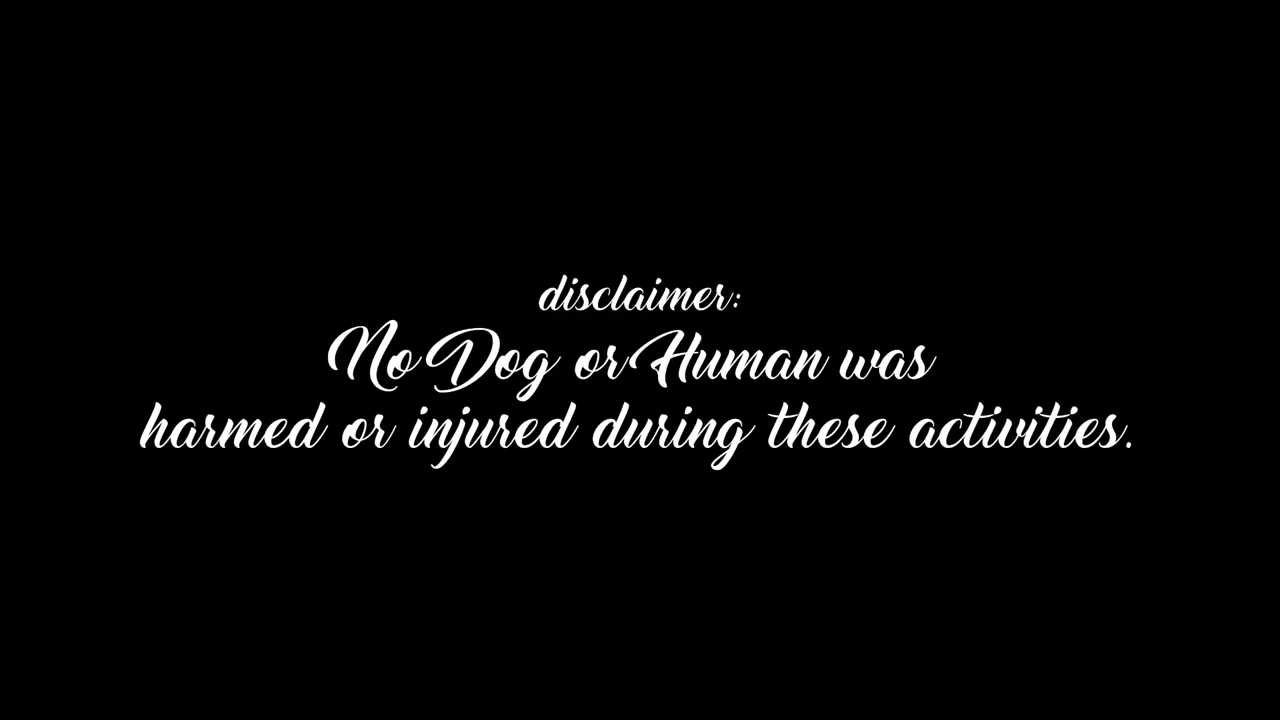 disclaimer:
No Dog or Human was
harmed or injured during these activities.